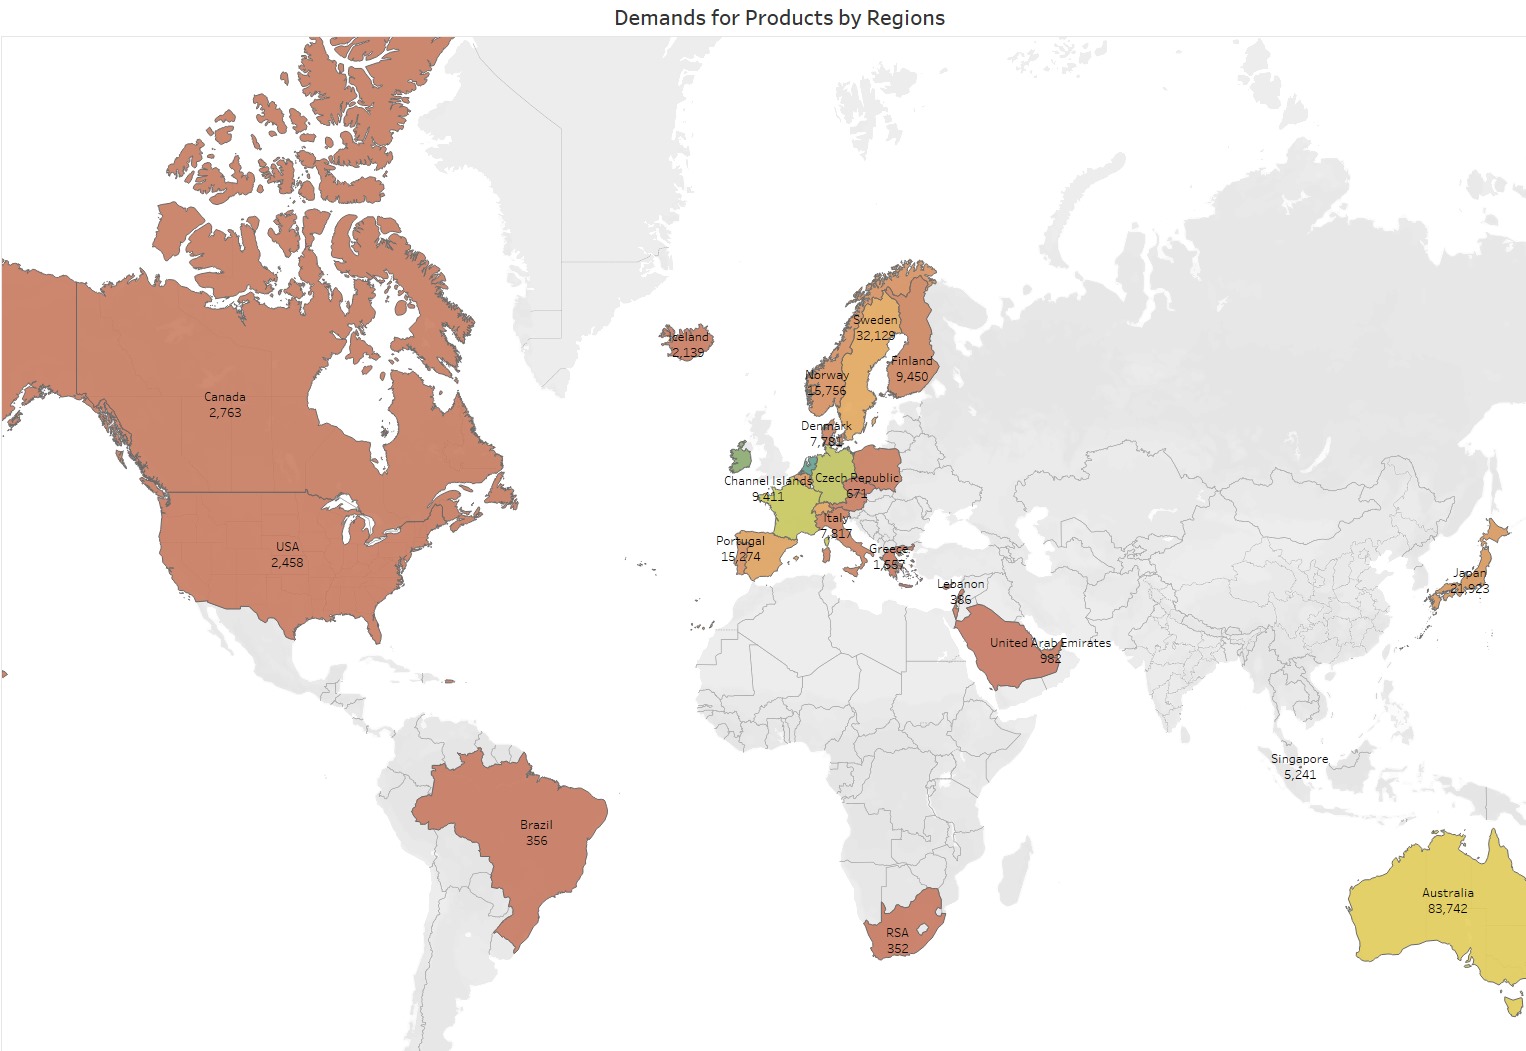 Demands for Products by Regions
Iceland
2,139
Sweden
32,129
Finland
9,450
Norway
15,756
Canada
2,763
Denmark
7,781
Channel Islands
9,411
Czech Republic
671
Italy
7,817
Portugal
15,274
Greece
1,557
USA
2,458
Lebanon
386
Japan
21,923
United Arab Emirates
982
Singapore
5,241
Brazil
356
Australia
83,742
RSA
352